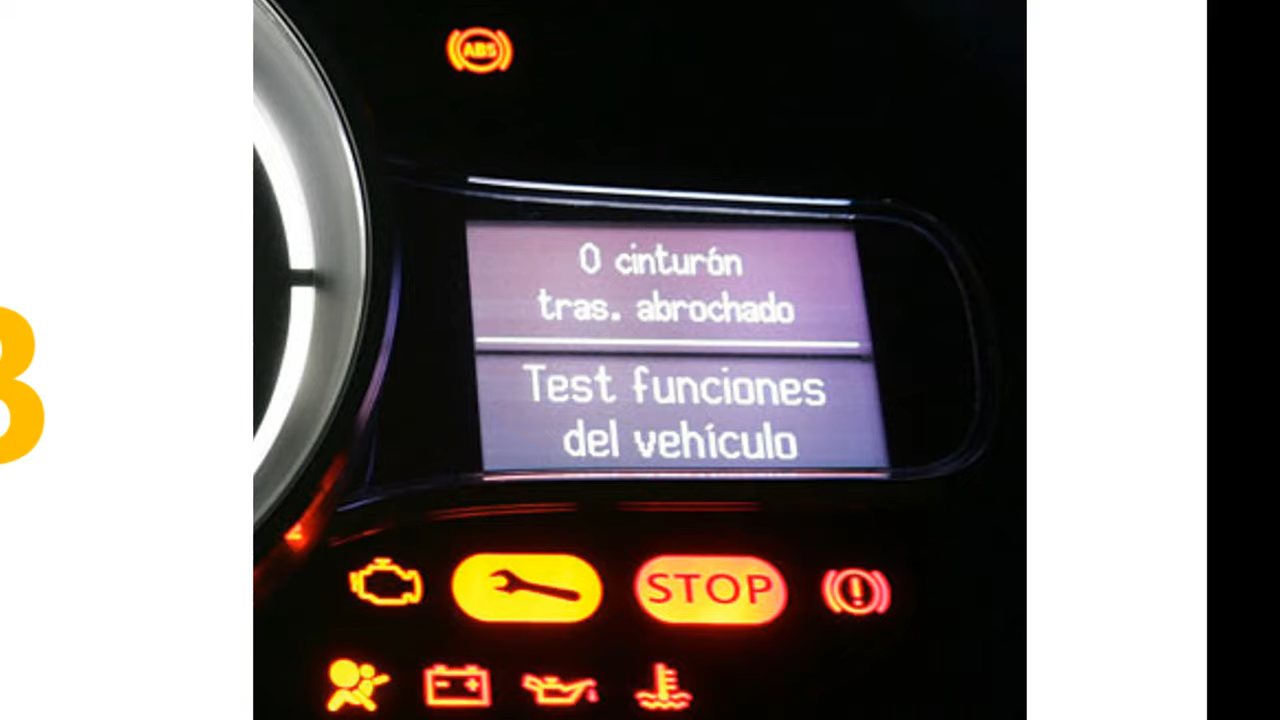 ABS
0 cinturón
tras. abrochado
Test funciones
del vehículo
STOP